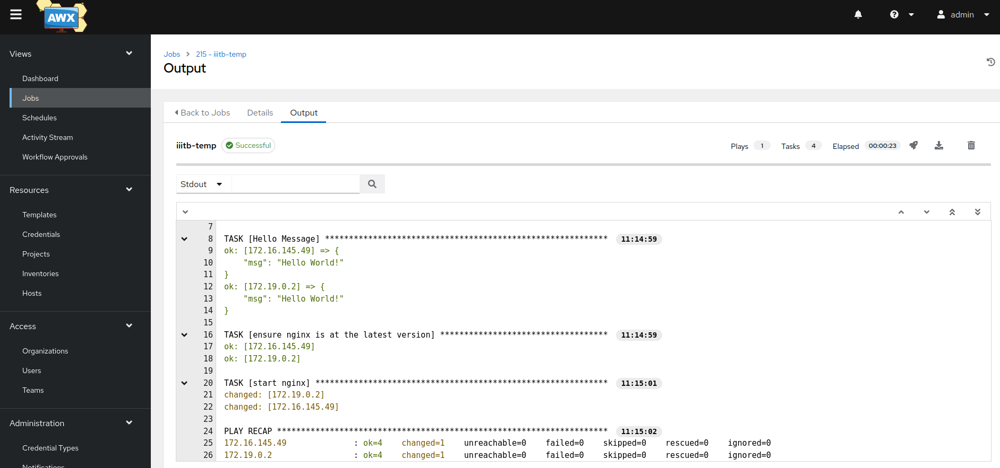 AWX
admin
Views
Dashboard
Jobs
Schedules
Activity Stream
Workflow Approvals
Resources
Templates
Credentials
Projects
Inventories
Hosts
Access
Organizations
Users
Teams
Administration
Credential Types
Notifications
Jobs 215 - iiitb-temp
Output
Back to Jobs Details Output
iiitb-temp Successful Plays 1 Tasks 4 Elapsed 00:00:23
Stdout
7
8 TASK [Hello Message] *********************************************************** 11:14:59
9 ok: [172.16.145.49] => {
10 "msg": "Hello World!"
11 }
12 ok: [172.19.0.2] => {
13 "msg": "Hello World!"
14 }
15
16 TASK [ensure nginx is at the latest version] *********************************** 11:14:59
17 ok: [172.16.145.49]
18 ok: [172.19.0.2]
19
20 TASK [start nginx] ************************************************************* 11:15:01
21 changed: [172.19.0.2]
22 changed: [172.16.145.49]
23
24 PLAY RECAP ********************************************************************* 11:15:02
25 172.16.145.49 : ok=4 changed=1 unreachable=0 failed=0 skipped=0 rescued=0 ignored=0
26 172.19.0.2 : ok=4 changed=1 unreachable=0 failed=0 skipped=0 rescued=0 ignored=0